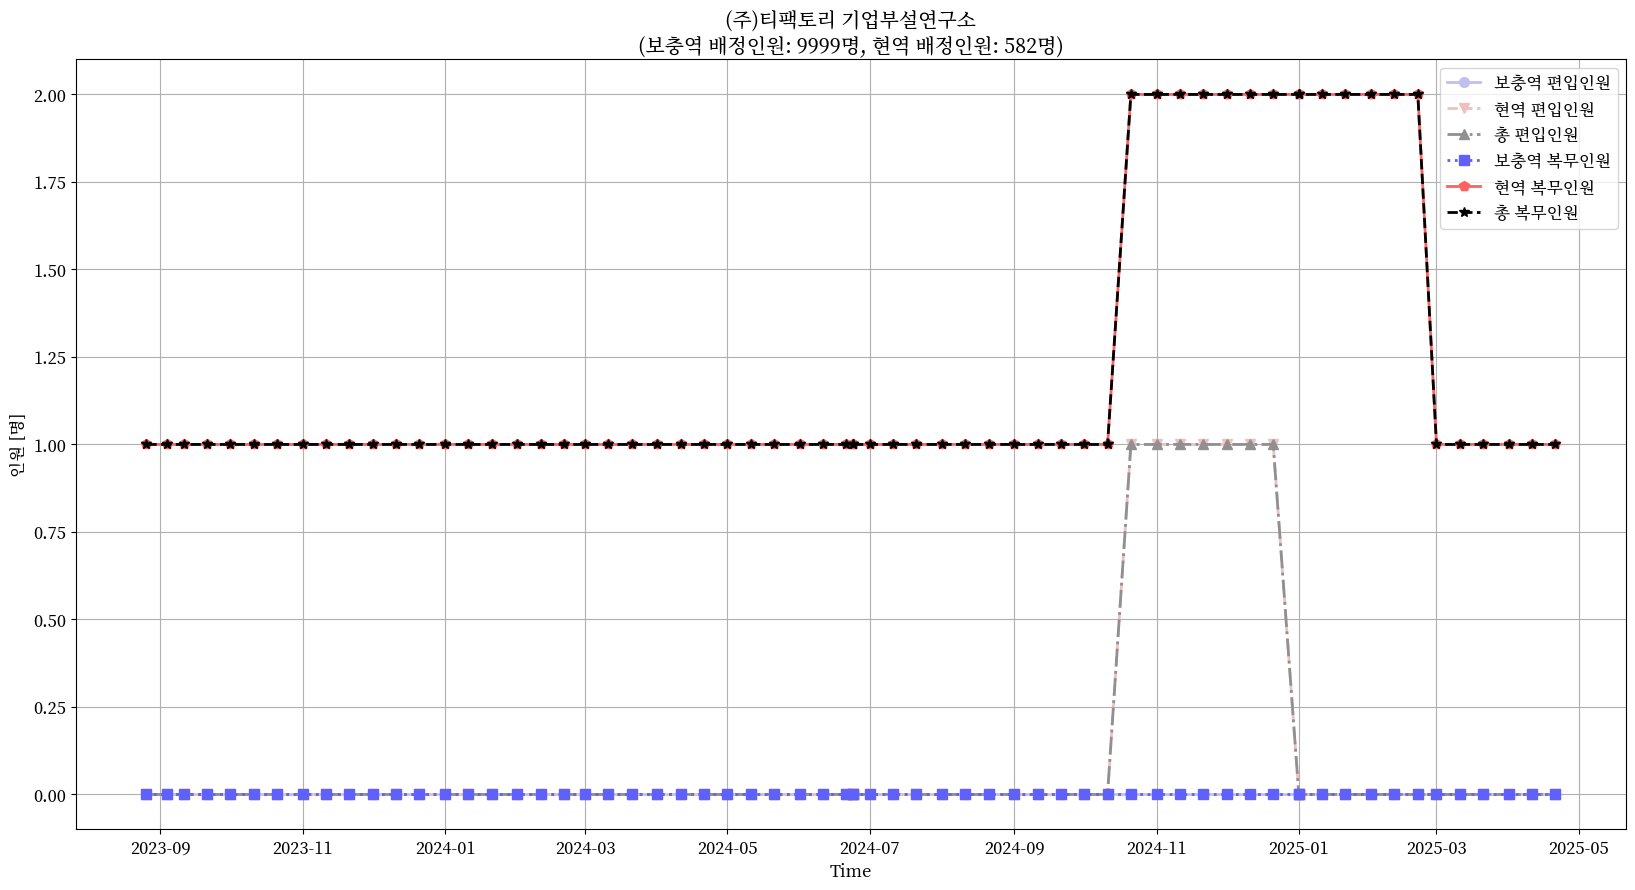 (주)티팩토리 기업부설연구소
(보충역 배정인원: 9999명, 현역 배정인원: 582명)
보충역 편입인원
현역 편입인원
총 편입인원
보충역 복무인원
현역 복무인원
총 복무인원
2.00
1.75
1.50
1.25
1.00
0.75
0.50
0.25
0.00
인원 [명]
2023-09 2023-11 2024-01 2024-03 2024-05 2024-07 2024-09 2024-11 2025-01 2025-03 2025-05
Time